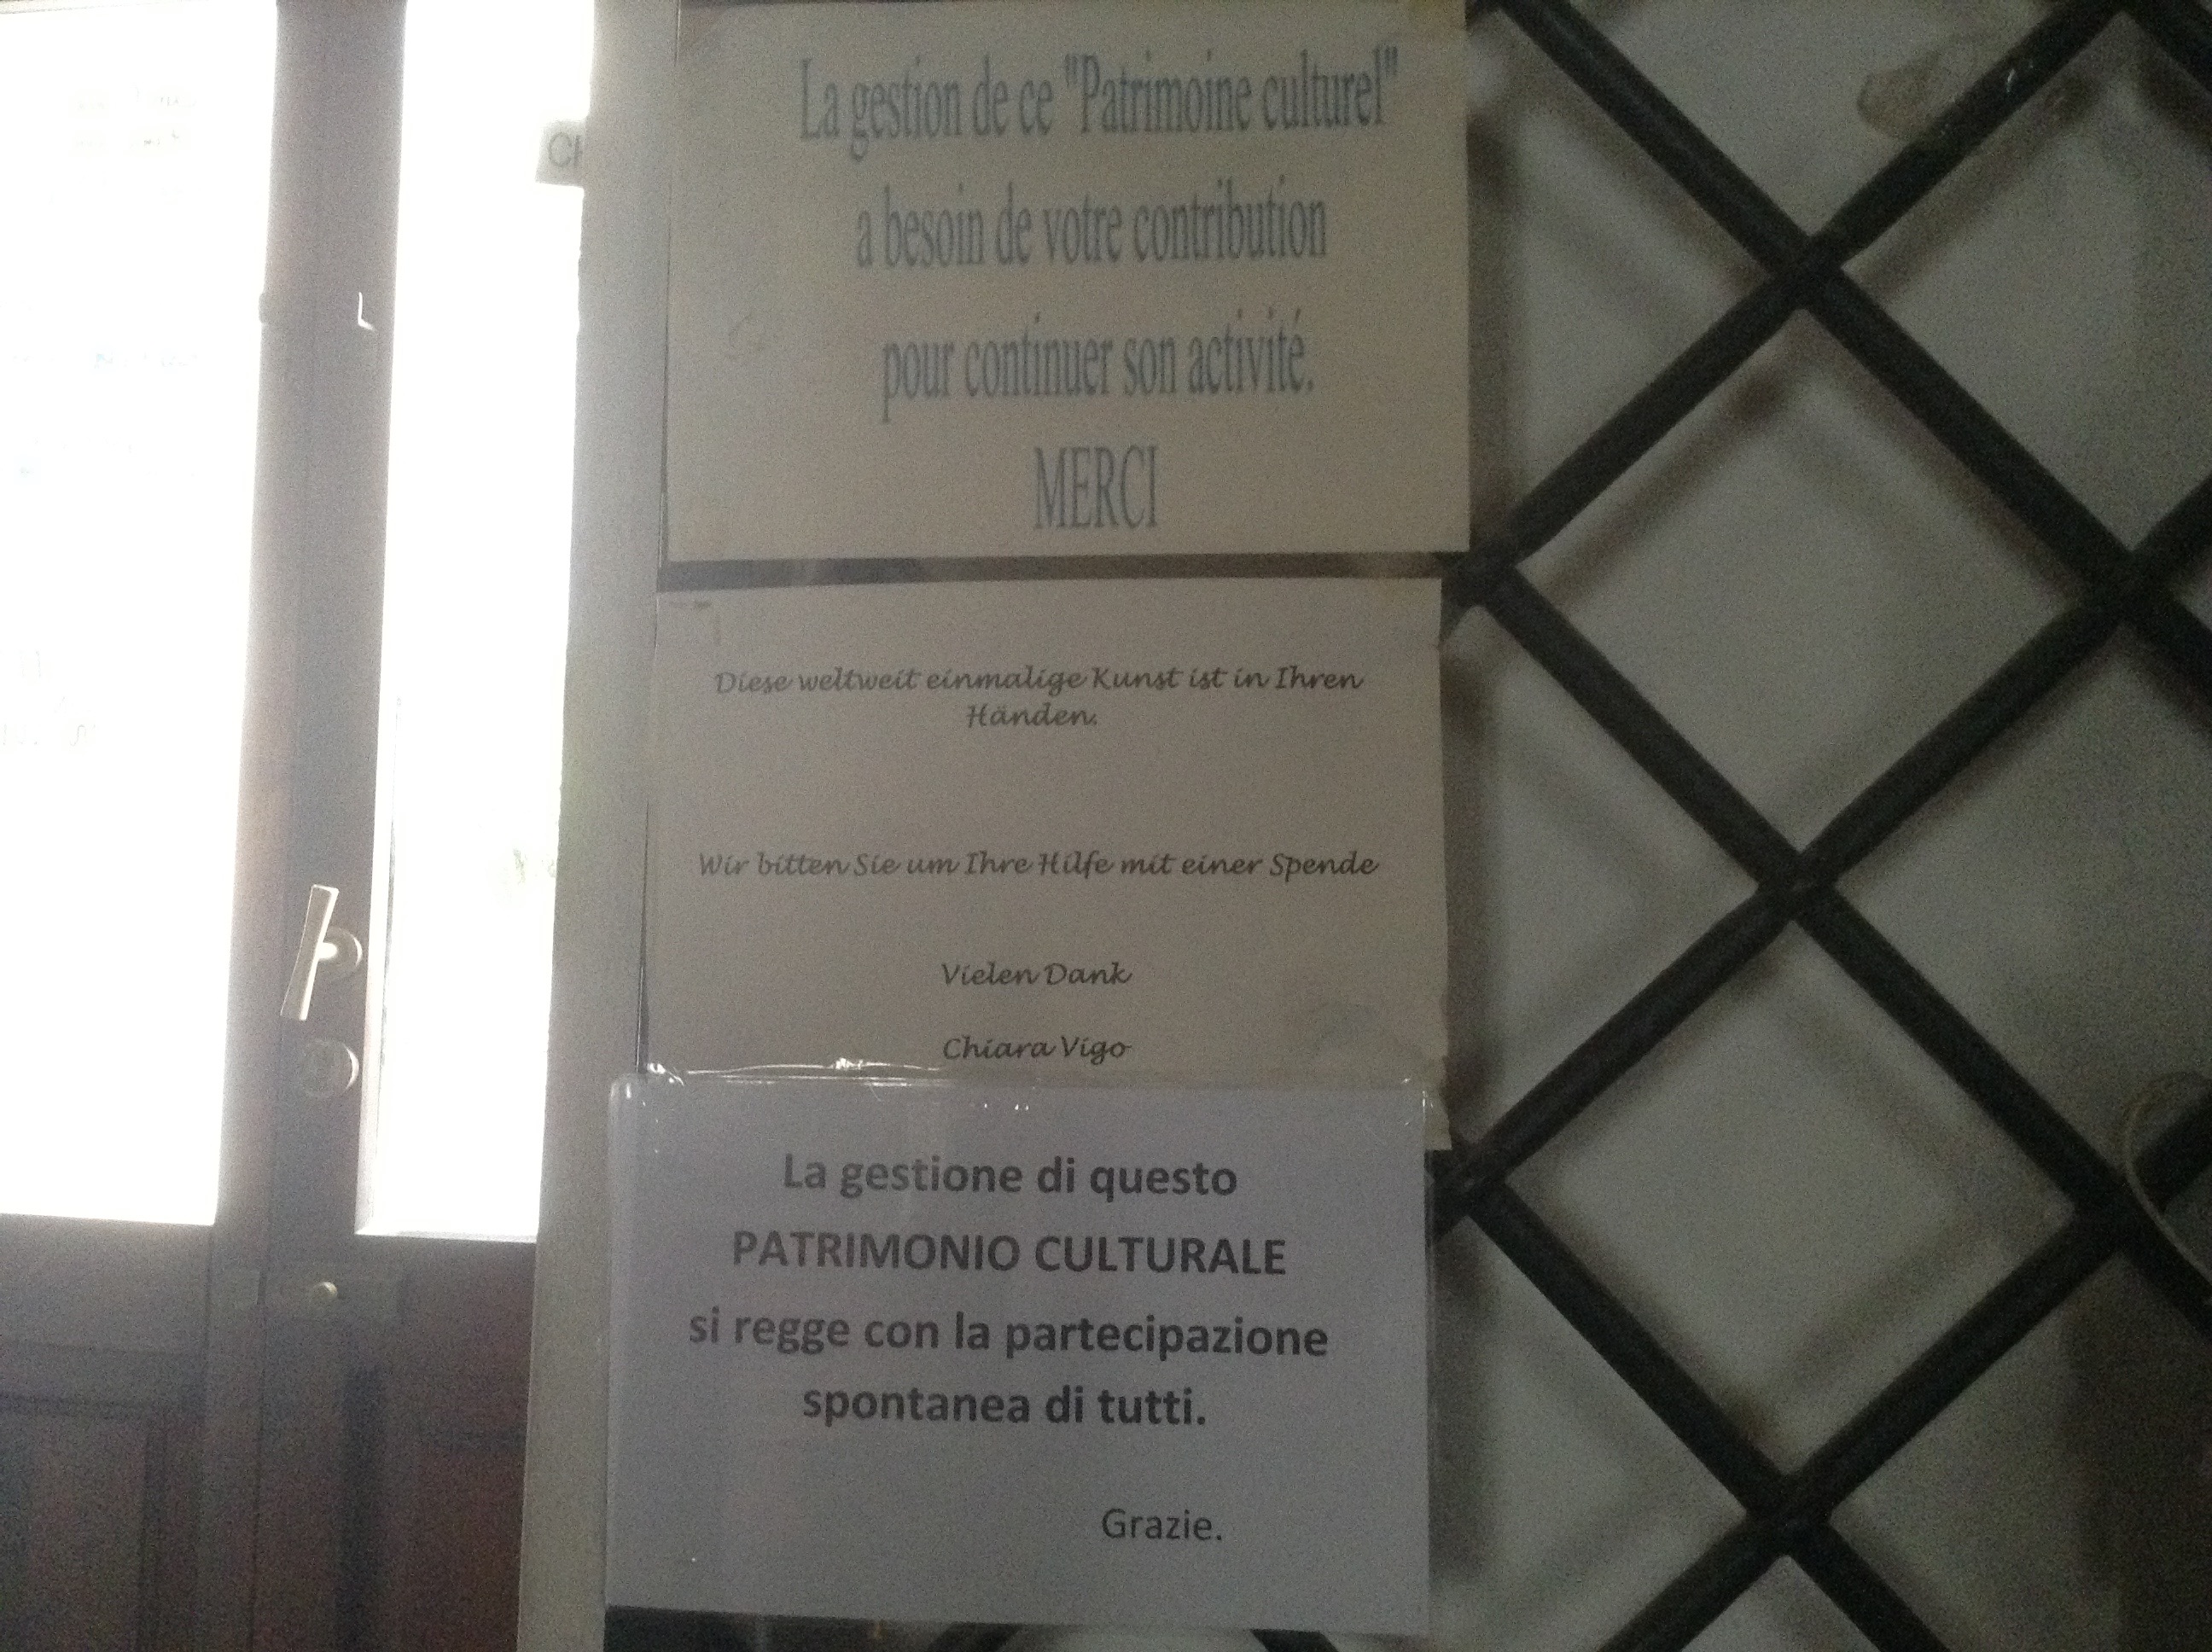 La gestion de ce "Patrimoine culturel"
a besoin de votre contribution
pour continuer son activité.
MERCI
Diese weltweit einmalige Kunst ist in Ihren
Händen.
Wir bitten Sie um Ihre Hilfe mit einer Spende
Vielen Dank
Chiara Vigo
La gestione di questo
PATRIMONIO CULTURALE
si regge con la partecipazione
spontanea di tutti.
Grazie.